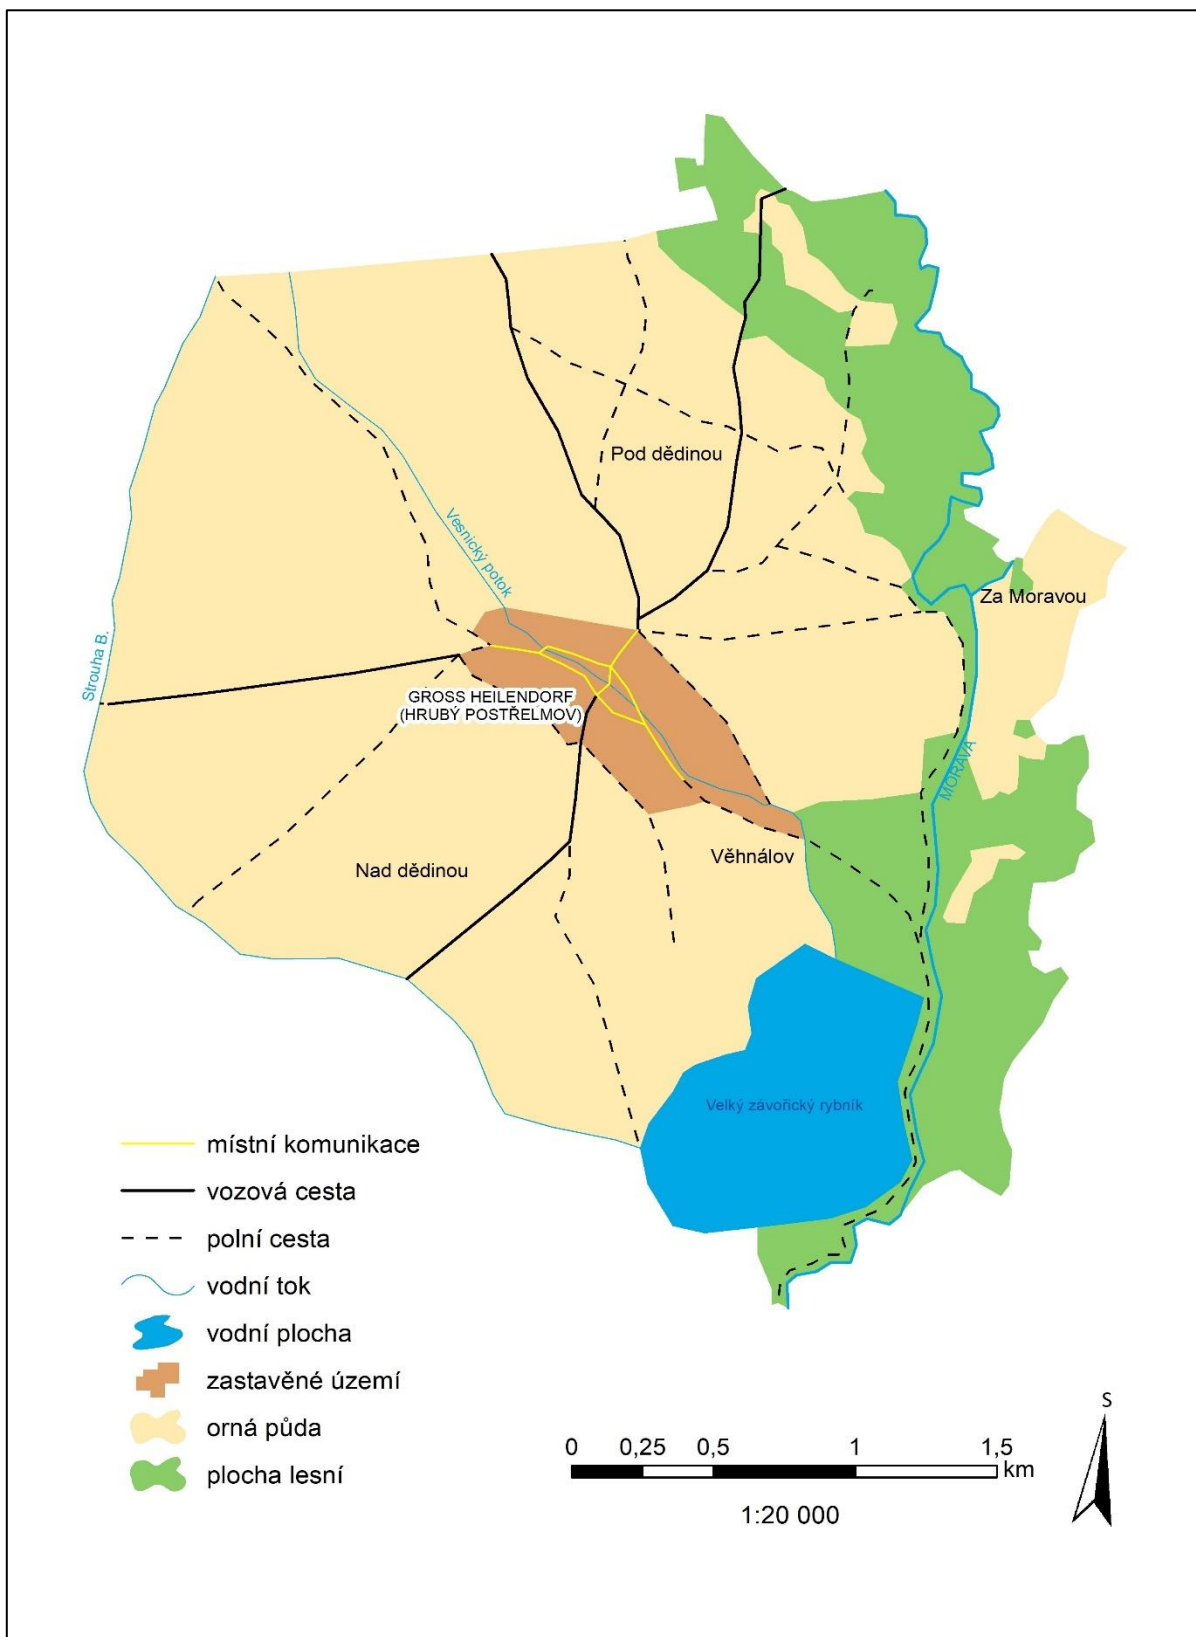 Pod dědinou
Vesnický potok
Za Moravou
Strouha B.
GROSS HEILENDORF
(HRUBÝ POSTŘELMOV)
MORAVA
Věhnálov
Nad dědinou
Velký závořický rybník
místní komunikace
vozová cesta
polní cesta
vodní tok
vodní plocha
zastavěné území
orná půda
plocha lesní
0 0,25 0,5 1 1,5
km
1:20 000
S